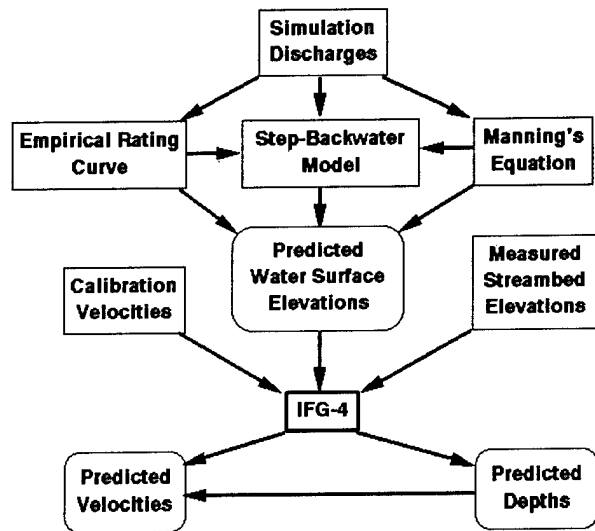 Simulation
Discharges
Empirical Rating
Curve
Step-Backwater
Model
Manning's
Equation
Predicted
Water Surface
Elevations
Calibration
Velocities
Measured
Streambed
Elevations
IFG-4
Predicted
Velocities
Predicted
Depths